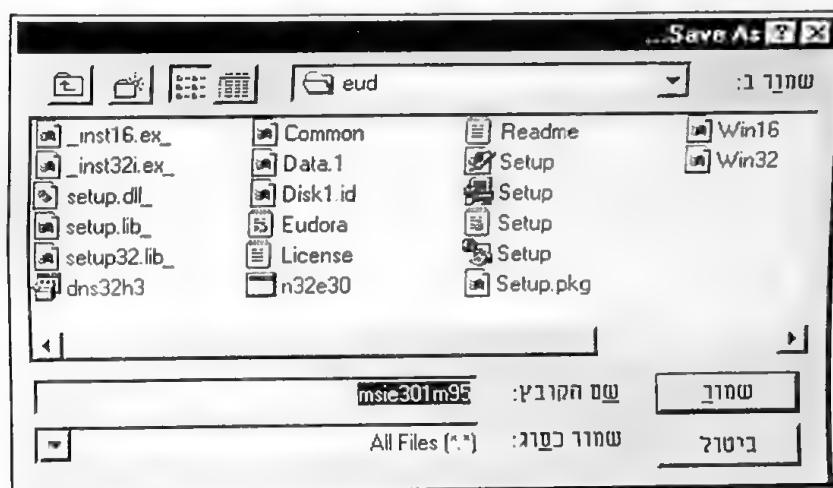 ...Save As
שמור ב:
eud
_inst16.ex_
_inst32i.ex_
setup.dll_
setup.lib_
setup32.lib_
dns32h3
Common
Data.1
Disk1.id
Eudora
License
n32e30
Readme
Setup
Setup
Setup
Setup
Setup.pkg
Win16
Win32
שם הקובץ:
msie301m95
שמור
שמור כסוג:
All Files (*.*)
ביטול